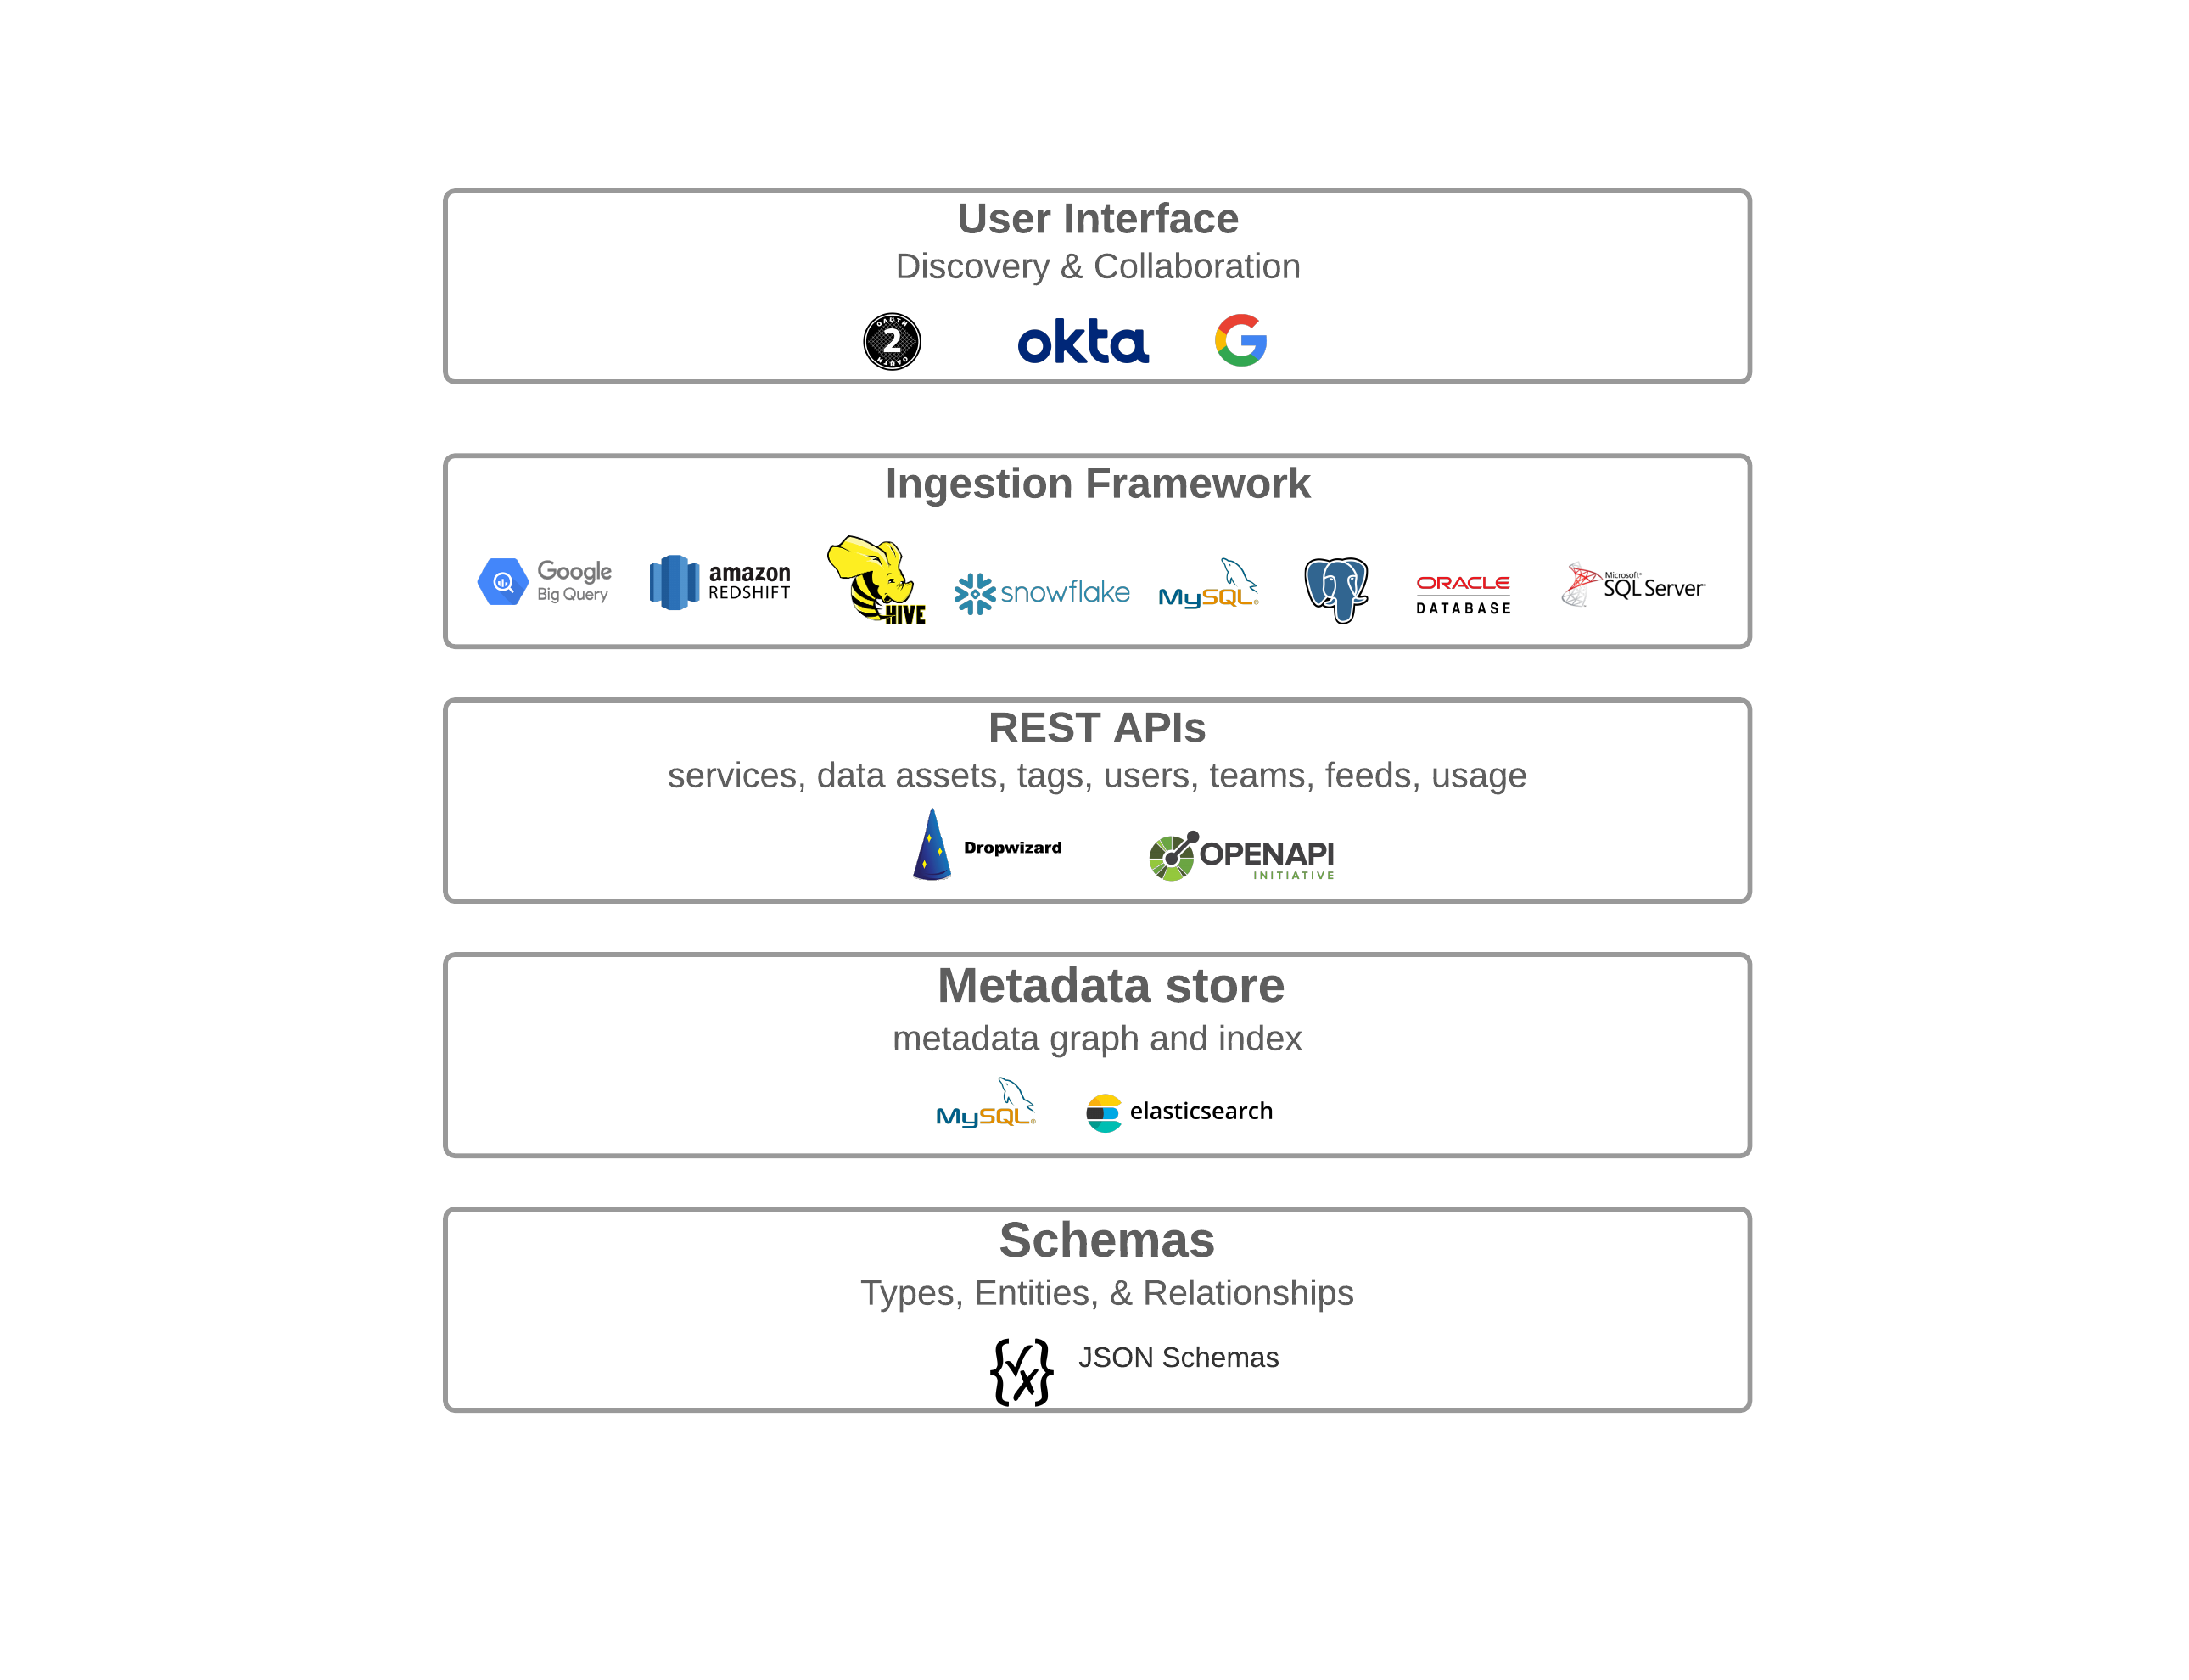 User Interface
Discovery & Collaboration
OAUTH
2
OAUTH
okta
G
Ingestion Framework
Google
Big Query
amazon
REDSHIFT
HIVE
snowflake
MySQL®
ORACLE
DATABASE
Microsoft®
SQL Server®
REST APIs
services, data assets, tags, users, teams, feeds, usage
Dropwizard
OPENAPI
INITIATIVE
Metadata store
metadata graph and index
MySQL®
elasticsearch
Schemas
Types, Entities, & Relationships
JSON Schemas